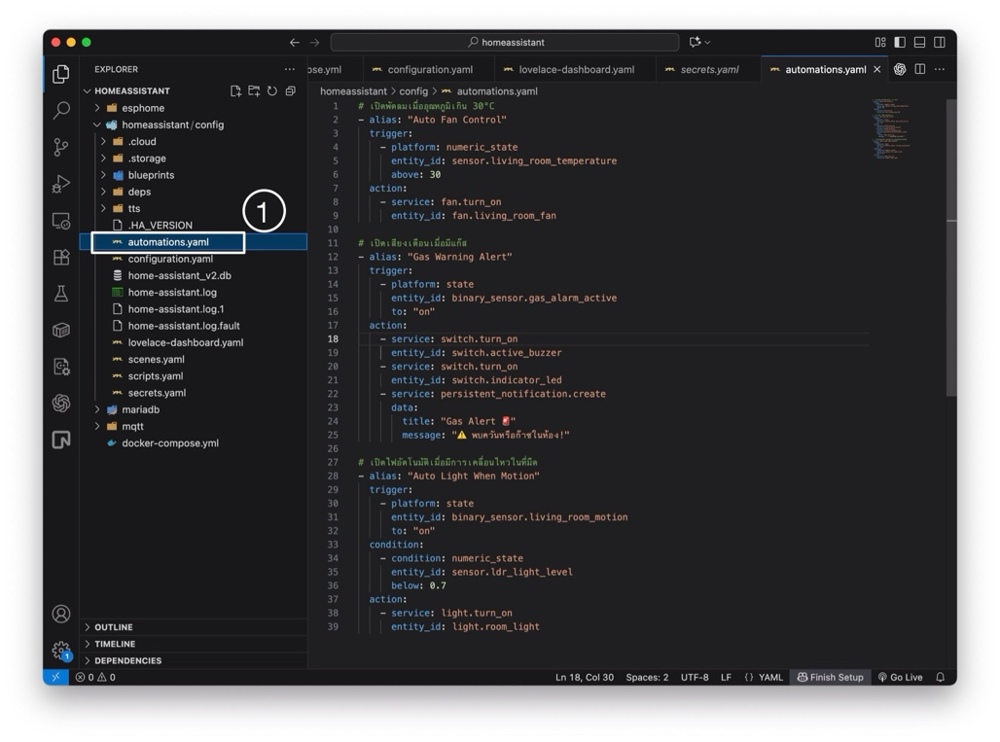 homeassistant
EXPLORER
ose.yml
configuration.yaml
lovelace-dashboard.yaml
secrets.yaml
automations.yaml
HOMEASSISTANT
esphome
homeassistant/config
.cloud
.storage
blueprints
deps
tts
.HA_VERSION
automations.yaml
configuration.yaml
home-assistant_v2.db
home-assistant.log
home-assistant.log.1
home-assistant.log.fault
lovelace-dashboard.yaml
scenes.yaml
scripts.yaml
secrets.yaml
mariadb
mqtt
docker-compose.yml
OUTLINE
TIMELINE
DEPENDENCIES
1
homeassistant > config > automations.yaml
1 # เปิดพัดลมเมื่ออุณหภูมิเกิน 30°C
2 - alias: "Auto Fan Control"
3 trigger:
4 - platform: numeric_state
5 entity_id: sensor.living_room_temperature
6 above: 30
7 action:
8 - service: fan.turn_on
9 entity_id: fan.living_room_fan
10
11 # เปิดเสียงเตือนเมื่อมีแก๊ส
12 - alias: "Gas Warning Alert"
13 trigger:
14 - platform: state
15 entity_id: binary_sensor.gas_alarm_active
16 to: "on"
17 action:
18 - service: switch.turn_on
19 entity_id: switch.active_buzzer
20 - service: switch.turn_on
21 entity_id: switch.indicator_led
22 - service: persistent_notification.create
23 data:
24 title: "Gas Alert 🚨"
25 message: "⚠️ พบควันหรือก๊าซในห้อง!"
26
27 # เปิดไฟอัตโนมัติเมื่อมีการเคลื่อนไหวในที่มืด
28 - alias: "Auto Light When Motion"
29 trigger:
30 - platform: state
31 entity_id: binary_sensor.living_room_motion
32 to: "on"
33 condition:
34 - condition: numeric_state
35 entity_id: sensor.ldr_light_level
36 below: 0.7
37 action:
38 - service: light.turn_on
39 entity_id: light.room_light
1
0 0
Ln 18, Col 30 Spaces: 2 UTF-8 LF {} YAML Finish Setup Go Live